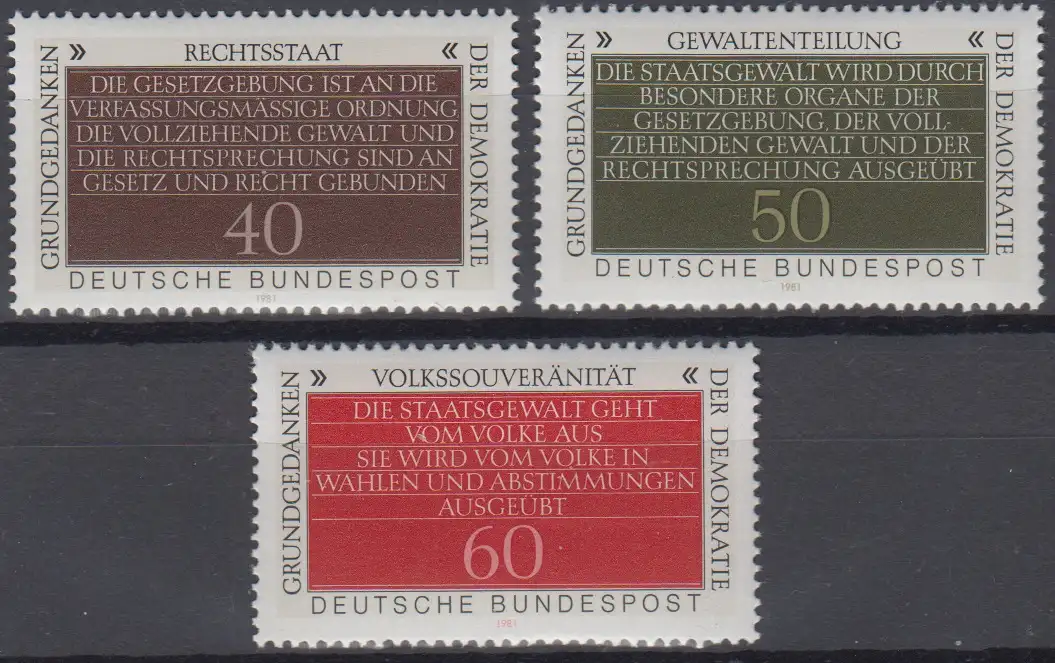 » RECHTSSTAAT «
GRUNDGEDANKEN
DER DEMOKRATIE
DIE GESETZGEBUNG IST AN DIE
VERFASSUNGSMÄSSIGE ORDNUNG
DIE VOLLZIEHENDE GEWALT UND
DIE RECHTSPRECHUNG SIND AN
GESETZ UND RECHT GEBUNDEN
40
DEUTSCHE BUNDESPOST
1981
» GEWALTENTEILUNG «
GRUNDGEDANKEN
DER DEMOKRATIE
DIE STAATSGEWALT WIRD DURCH
BESONDERE ORGANE DER
GESETZGEBUNG, DER VOLL-
ZIEHENDEN GEWALT UND DER
RECHTSPRECHUNG AUSGEÜBT
50
DEUTSCHE BUNDESPOST
1981
» VOLKSSOUVERÄNITÄT «
GRUNDGEDANKEN
DER DEMOKRATIE
DIE STAATSGEWALT GEHT
VOM VOLKE AUS
SIE WIRD VOM VOLKE IN
WAHLEN UND ABSTIMMUNGEN
AUSGEÜBT
60
DEUTSCHE BUNDESPOST
1981